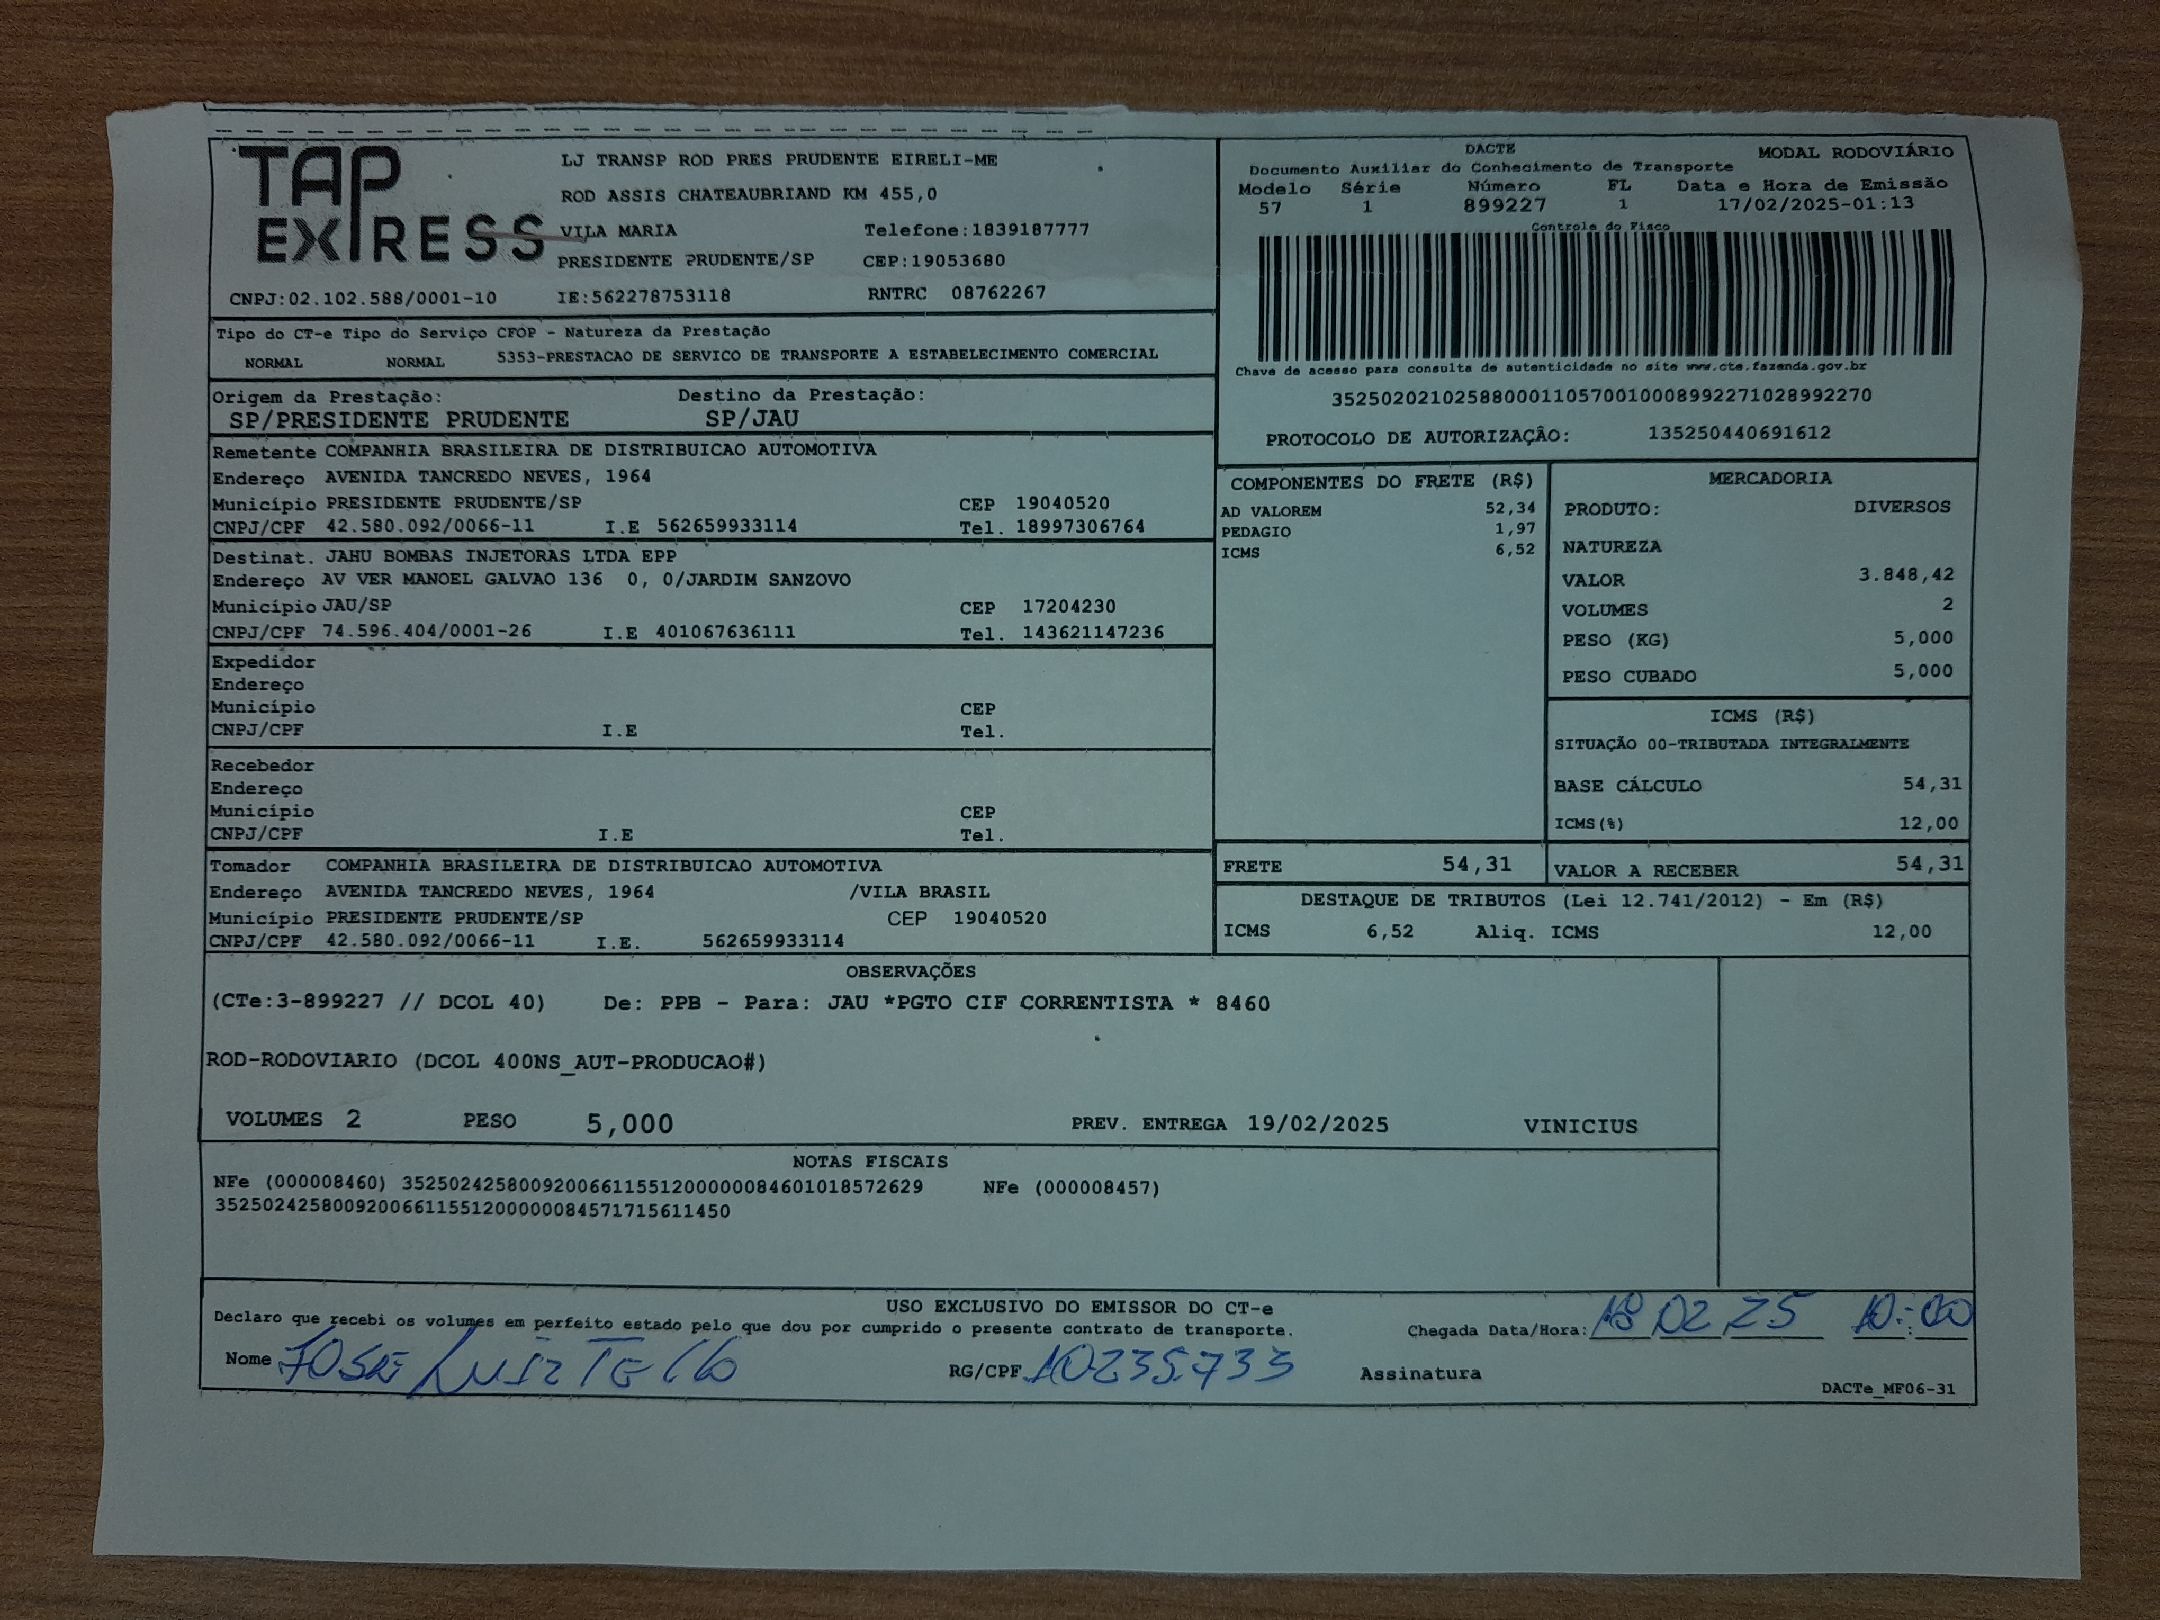 TAP EXPRESS
LJ TRANSP ROD PRES PRUDENTE EIRELI-ME
ROD ASSIS CHATEAUBRIAND KM 455,0
VILA MARIA Telefone:1839187777
PRESIDENTE PRUDENTE/SP CEP:19053680
CNPJ:02.102.588/0001-10 IE:562278753118 RNTRC 08762267
DACTE MODAL RODOVIÁRIO
Documento Auxiliar do Conhecimento de Transporte
Modelo Série Número FL Data e Hora de Emissão
57 1 899227 1 17/02/2025-01:13
Controle do Fisco
Chave de acesso para consulta de autenticidade no site www.cte.fazenda.gov.br
35250202102588000110570010008992271028992270
PROTOCOLO DE AUTORIZAÇÃO: 135250440691612
Tipo do CT-e Tipo do Serviço CFOP - Natureza da Prestação
NORMAL NORMAL 5353-PRESTACAO DE SERVICO DE TRANSPORTE A ESTABELECIMENTO COMERCIAL
Origem da Prestação: Destino da Prestação:
SP/PRESIDENTE PRUDENTE SP/JAU
Remetente COMPANHIA BRASILEIRA DE DISTRIBUICAO AUTOMOTIVA
Endereço AVENIDA TANCREDO NEVES, 1964
Município PRESIDENTE PRUDENTE/SP CEP 19040520
CNPJ/CPF 42.580.092/0066-11 I.E 562659933114 Tel. 18997306764
Destinat. JAHU BOMBAS INJETORAS LTDA EPP
Endereço AV VER MANOEL GALVAO 136 0, 0/JARDIM SANZOVO
Município JAU/SP CEP 17204230
CNPJ/CPF 74.596.404/0001-26 I.E 401067636111 Tel. 143621147236
Expedidor
Endereço
Município CEP
CNPJ/CPF I.E Tel.
Recebedor
Endereço
Município CEP
CNPJ/CPF I.E Tel.
Tomador COMPANHIA BRASILEIRA DE DISTRIBUICAO AUTOMOTIVA
Endereço AVENIDA TANCREDO NEVES, 1964 /VILA BRASIL
Município PRESIDENTE PRUDENTE/SP CEP 19040520
CNPJ/CPF 42.580.092/0066-11 I.E. 562659933114
COMPONENTES DO FRETE (R$)
AD VALOREM 52,34
PEDAGIO 1,97
ICMS 6,52
FRETE 54,31
MERCADORIA
PRODUTO: DIVERSOS
NATUREZA
VALOR 3.848,42
VOLUMES 2
PESO (KG) 5,000
PESO CUBADO 5,000
ICMS (R$)
SITUAÇÃO 00-TRIBUTADA INTEGRALMENTE
BASE CÁLCULO 54,31
ICMS(%) 12,00
VALOR A RECEBER 54,31
DESTAQUE DE TRIBUTOS (Lei 12.741/2012) - Em (R$)
ICMS 6,52 Aliq. ICMS 12,00
OBSERVAÇÕES
(CTe:3-899227 // DCOL 40) De: PPB - Para: JAU *PGTO CIF CORRENTISTA * 8460
ROD-RODOVIARIO (DCOL 400NS_AUT-PRODUCAO#)
VOLUMES 2 PESO 5,000 PREV. ENTREGA 19/02/2025 VINICIUS
NOTAS FISCAIS
NFe (000008460) 35250242580092006611551200000084601018572629 NFe (000008457)
35250242580092006611551200000084571715611450
USO EXCLUSIVO DO EMISSOR DO CT-e
Declaro que recebi os volumes em perfeito estado pelo que dou por cumprido o presente contrato de transporte. Chegada Data/Hora: 18 02 25 10:00
Nome JOSE LUIZ TELLO RG/CPF 10235733 Assinatura
DACTe_MF06-31